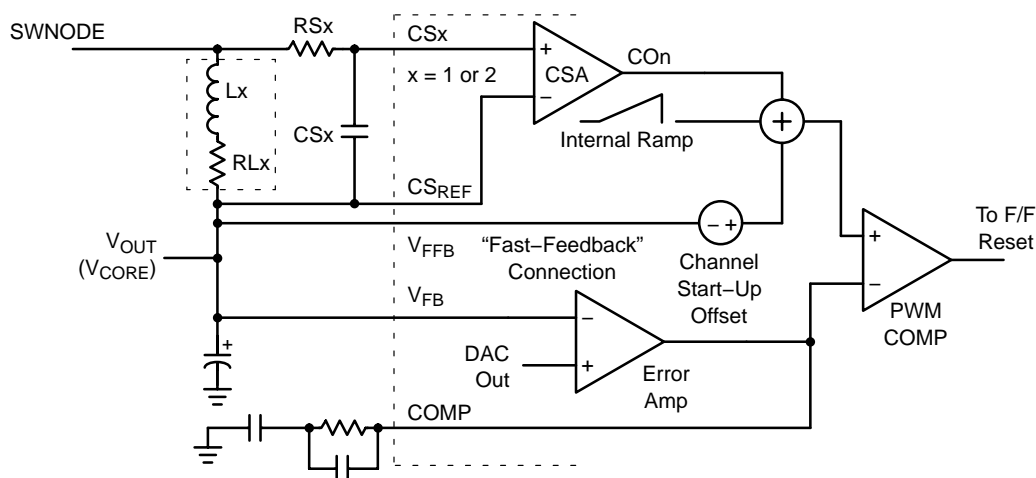 SWNODE
RSx
CSx
COn
+
CSA
x = 1 or 2
−
Lx
+
CSx
Internal Ramp
RLx
CSREF
To F/F
Reset
− +
+
VOUT
(VCORE)
VFFB
“Fast−Feedback”
Connection
Channel
Start−Up
Offset
−
VFB
PWM
COMP
−
+
DAC
Out
+
Error
Amp
COMP